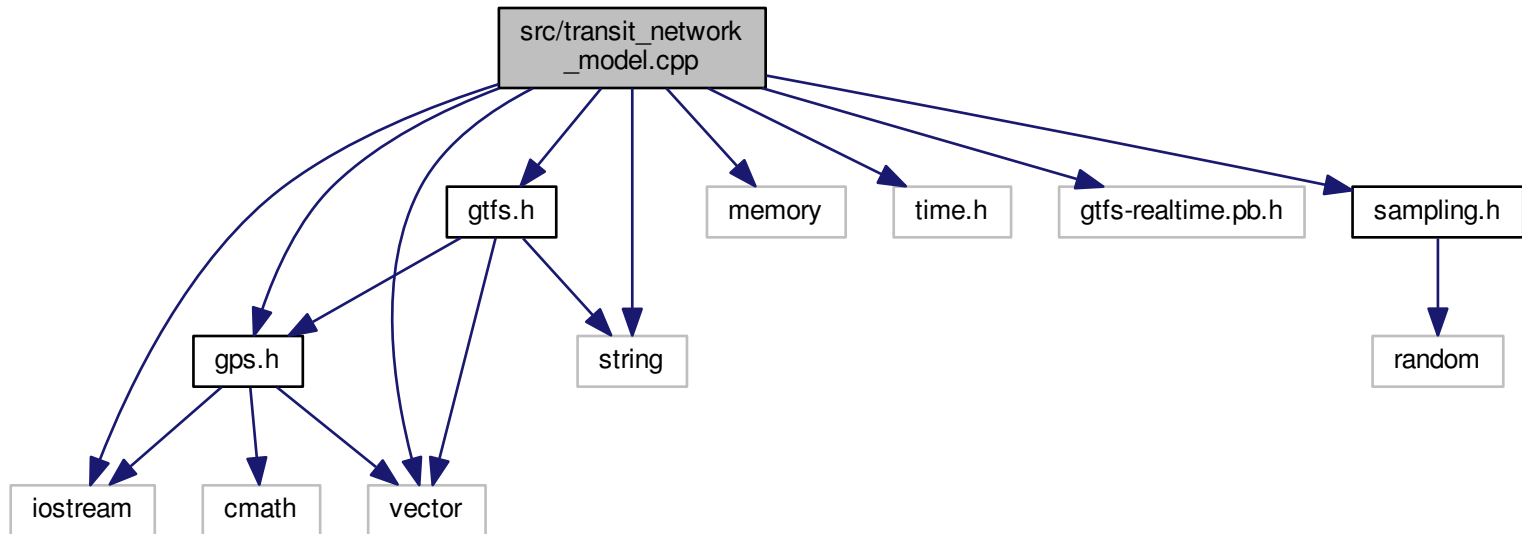 src/transit_network
_model.cpp
gtfs.h
memory
time.h
gtfs-realtime.pb.h
sampling.h
gps.h
string
random
iostream
cmath
vector